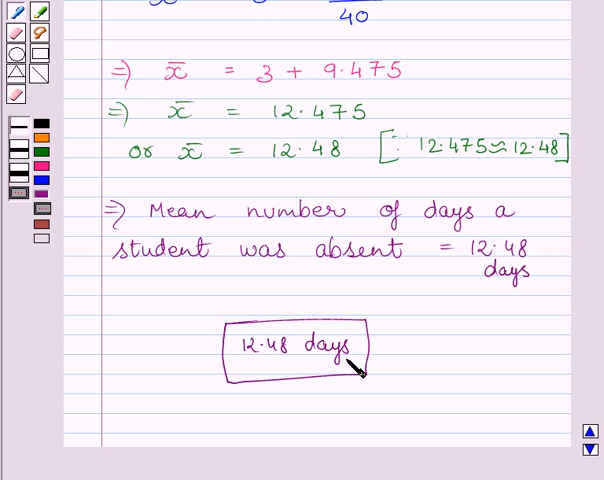 40
⇒ x̄ = 3 + 9.475
⇒ x̄ = 12.475
or x̄ = 12.48 [∵ 12.475≈12.48]
⇒ Mean number of days a
student was absent = 12.48
days
12.48 days